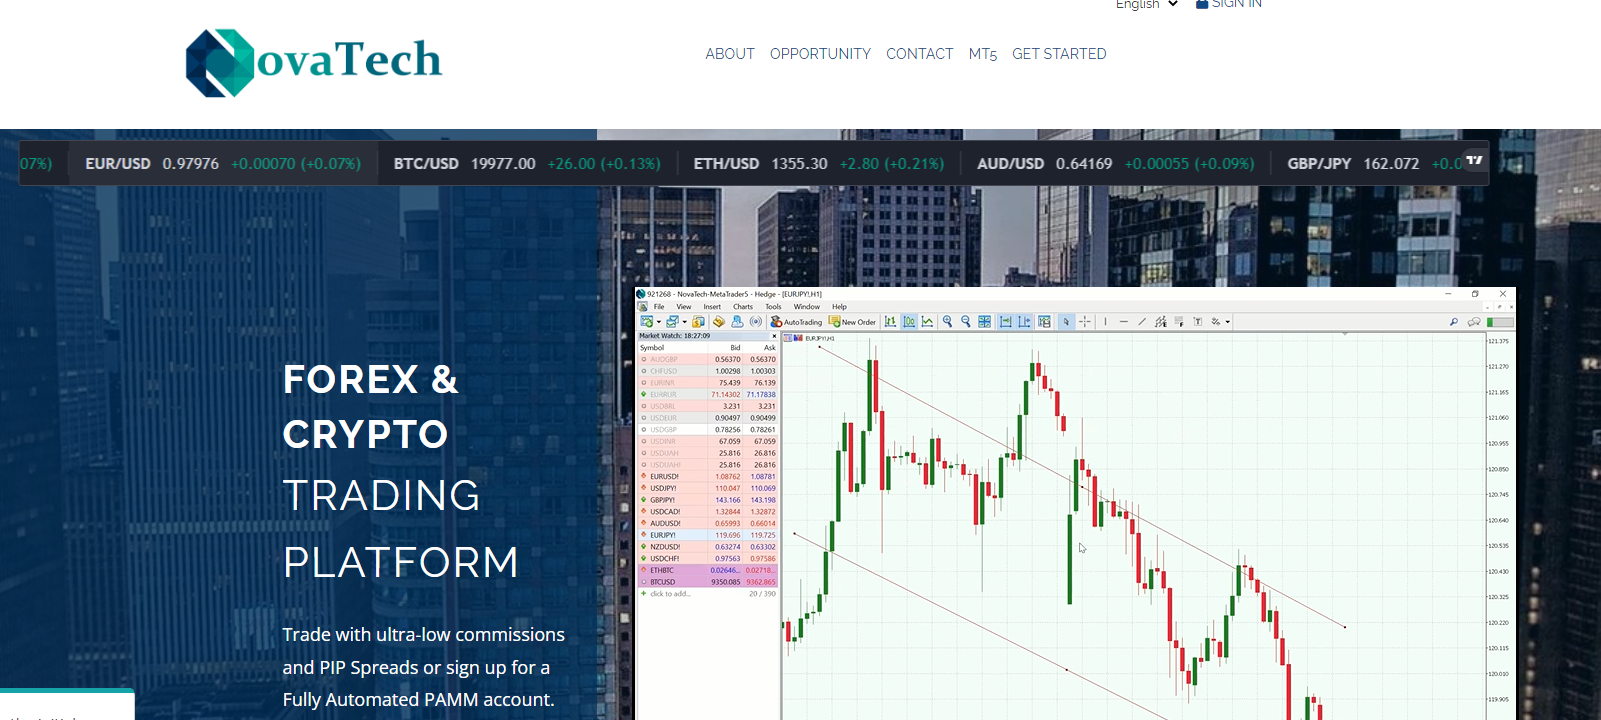 English
SIGN IN
NovaTech
ABOUT OPPORTUNITY CONTACT MT5 GET STARTED
07%) EUR/USD 0.97976 +0.00070 (+0.07%) BTC/USD 19977.00 +26.00 (+0.13%) ETH/USD 1355.30 +2.80 (+0.21%) AUD/USD 0.64169 +0.00055 (+0.09%) GBP/JPY 162.072 +0.0
FOREX &
CRYPTO
TRADING
PLATFORM
Trade with ultra-low commissions
and PIP Spreads or sign up for a
Fully Automated PAMM account.
921268 - NovaTech-MetaTrader5 - Hedge - [EURJPY!,H1]
File View Insert Charts Tools Window Help
AutoTrading New Order
Market Watch: 18:27:09
Symbol Bid Ask
AUDGBP 0.56370 0.56370
CHFUSD 1.00298 1.00303
EURINR 75.439 76.139
EURRUR 71.14302 71.17838
USDBRL 3.231 3.231
USDEUR 0.90497 0.90499
USDGBP 0.78256 0.78261
USDINR 67.059 67.059
USDUAH 25.816 26.816
USDUAH! 25.816 26.816
EURUSD! 1.08762 1.08781
USDJPY! 110.047 110.069
GBPJPY! 143.166 143.198
USDCAD! 1.32844 1.32872
AUDUSD! 0.65993 0.66014
EURJPY! 119.696 119.725
NZDUSD! 0.63274 0.63302
USDCHF! 0.97563 0.97586
ETHBTC 0.02646... 0.02718...
BTCUSD 9350.085 9362.865
click to add... 20 / 390
EURJPY!,H1
121.375
121.270
121.165
121.060
120.955
120.850
120.745
120.640
120.535
120.430
120.325
120.220
120.115
120.010
119.905